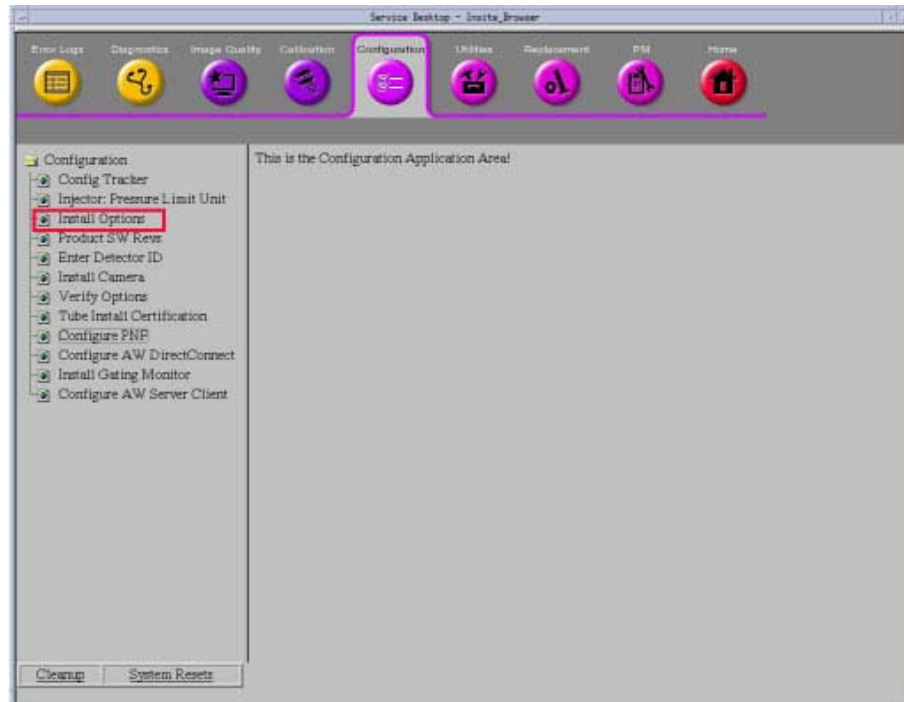 Service Desktop - Insite_Browser
Error Logs Diagnostics Image Quality Calibration Configuration Utilities Replacement PM Home
Configuration
Config Tracker
Injector: Pressure Limit Unit
Install Options
Product SW Revs
Enter Detector ID
Install Camera
Verify Options
Tube Install Certification
Configure PNF
Configure AW DirectConnect
Install Gating Monitor
Configure AW Server Client
This is the Configuration Application Area!
Cleanup System Resets